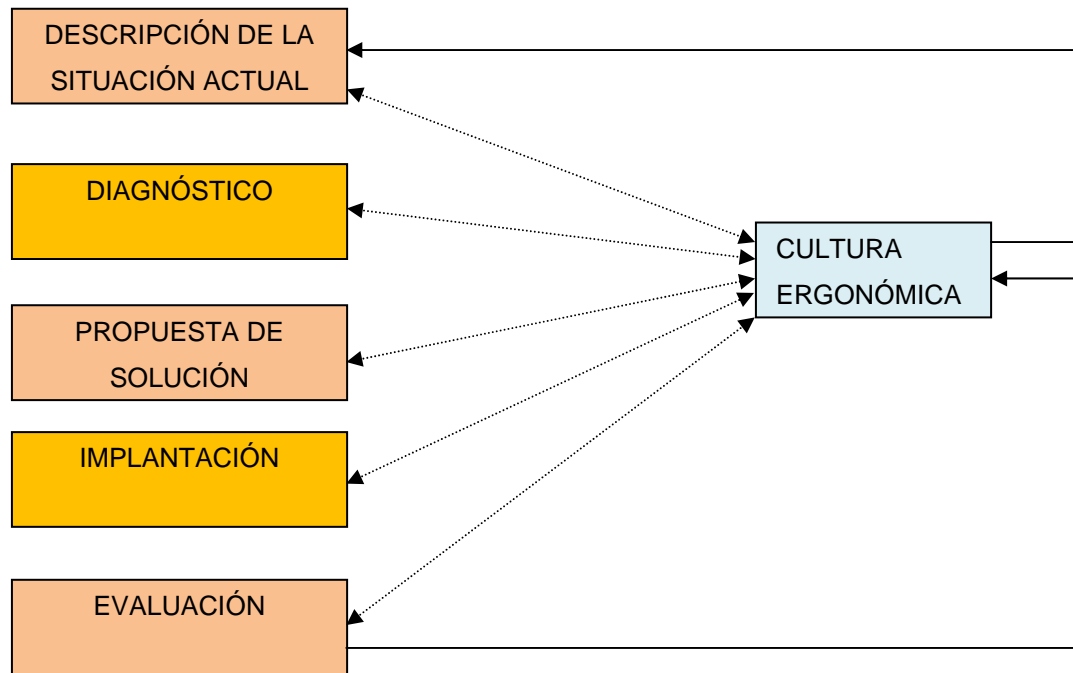 DESCRIPCIÓN DE LA
SITUACIÓN ACTUAL
DIAGNÓSTICO
CULTURA
ERGONÓMICA
PROPUESTA DE
SOLUCIÓN
IMPLANTACIÓN
EVALUACIÓN